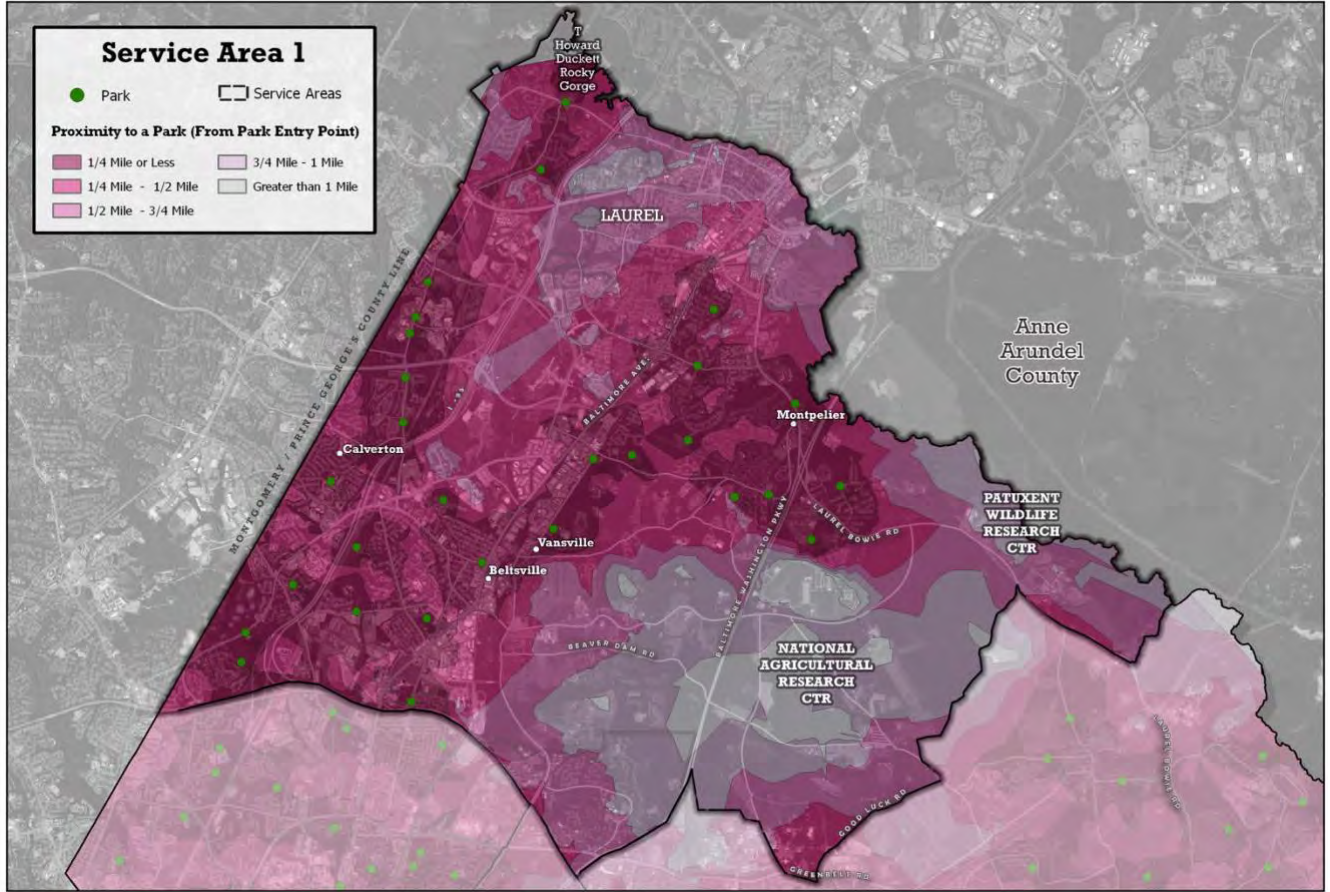 Service Area 1
Park
Service Areas
Proximity to a Park (From Park Entry Point)
1/4 Mile or Less
3/4 Mile - 1 Mile
1/4 Mile - 1/2 Mile
Greater than 1 Mile
1/2 Mile - 3/4 Mile
T
Howard
Duckett
Rocky
Gorge
LAUREL
MONTGOMERY / PRINCE GEORGE'S COUNTY LINE
Anne
Arundel
County
I-95
BALTIMORE AVE.
Montpelier
Calverton
PATUXENT
WILDLIFE
RESEARCH
CTR
LAUREL BOWIE RD
Vansville
Beltsville
BALTIMORE WASHINGTON PKWY
BEAVER DAM RD
NATIONAL
AGRICULTURAL
RESEARCH
CTR
LAUREL BOWIE RD
GOOD LUCK RD
GREENBELT RD